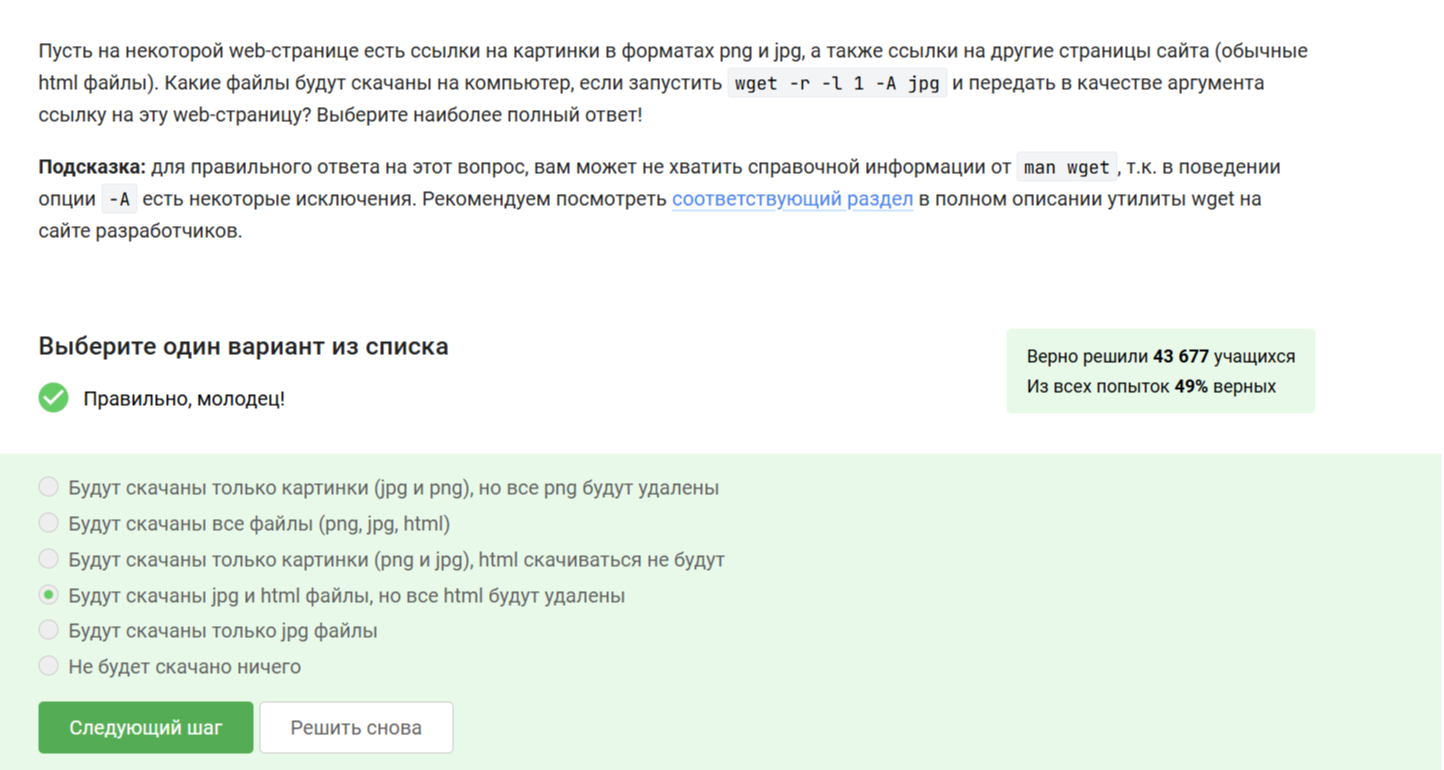 Пусть на некоторой web-странице есть ссылки на картинки в форматах png и jpg, а также ссылки на другие страницы сайта (обычные
html файлы). Какие файлы будут скачаны на компьютер, если запустить wget -r -l 1 -A jpg и передать в качестве аргумента
ссылку на эту web-страницу? Выберите наиболее полный ответ!
Подсказка: для правильного ответа на этот вопрос, вам может не хватить справочной информации от man wget, т.к. в поведении
опции -A есть некоторые исключения. Рекомендуем посмотреть соответствующий раздел в полном описании утилиты wget на
сайте разработчиков.
Выберите один вариант из списка
Правильно, молодец!
Верно решили 43 677 учащихся
Из всех попыток 49% верных
Будут скачаны только картинки (jpg и png), но все png будут удалены
Будут скачаны все файлы (png, jpg, html)
Будут скачаны только картинки (png и jpg), html скачиваться не будут
Будут скачаны jpg и html файлы, но все html будут удалены
Будут скачаны только jpg файлы
Не будет скачано ничего
Следующий шаг
Решить снова